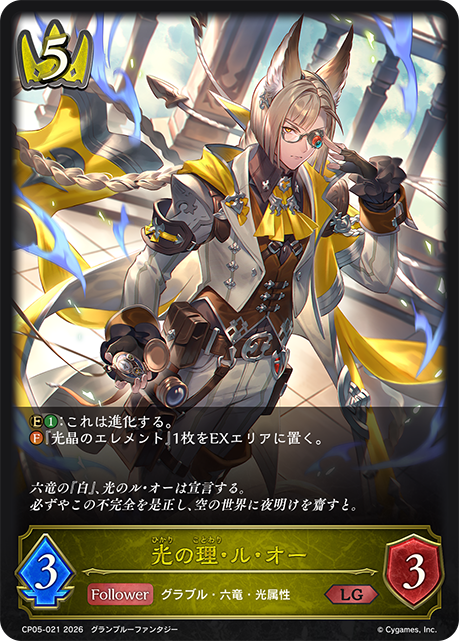 5
E1:これは進化する。
F『光晶のエレメント』1枚をEXエリアに置く。
六竜の『白』、光のル・オーは宣言する。
必ずやこの不完全を是正し、空の世界に夜明けを齎すと。
ひかり ことわり
光の理・ル・オー
3
Follower グラブル・六竜・光属性 LG
3
CP05-021 2026 グランブルーファンタジー
© Cygames, Inc.